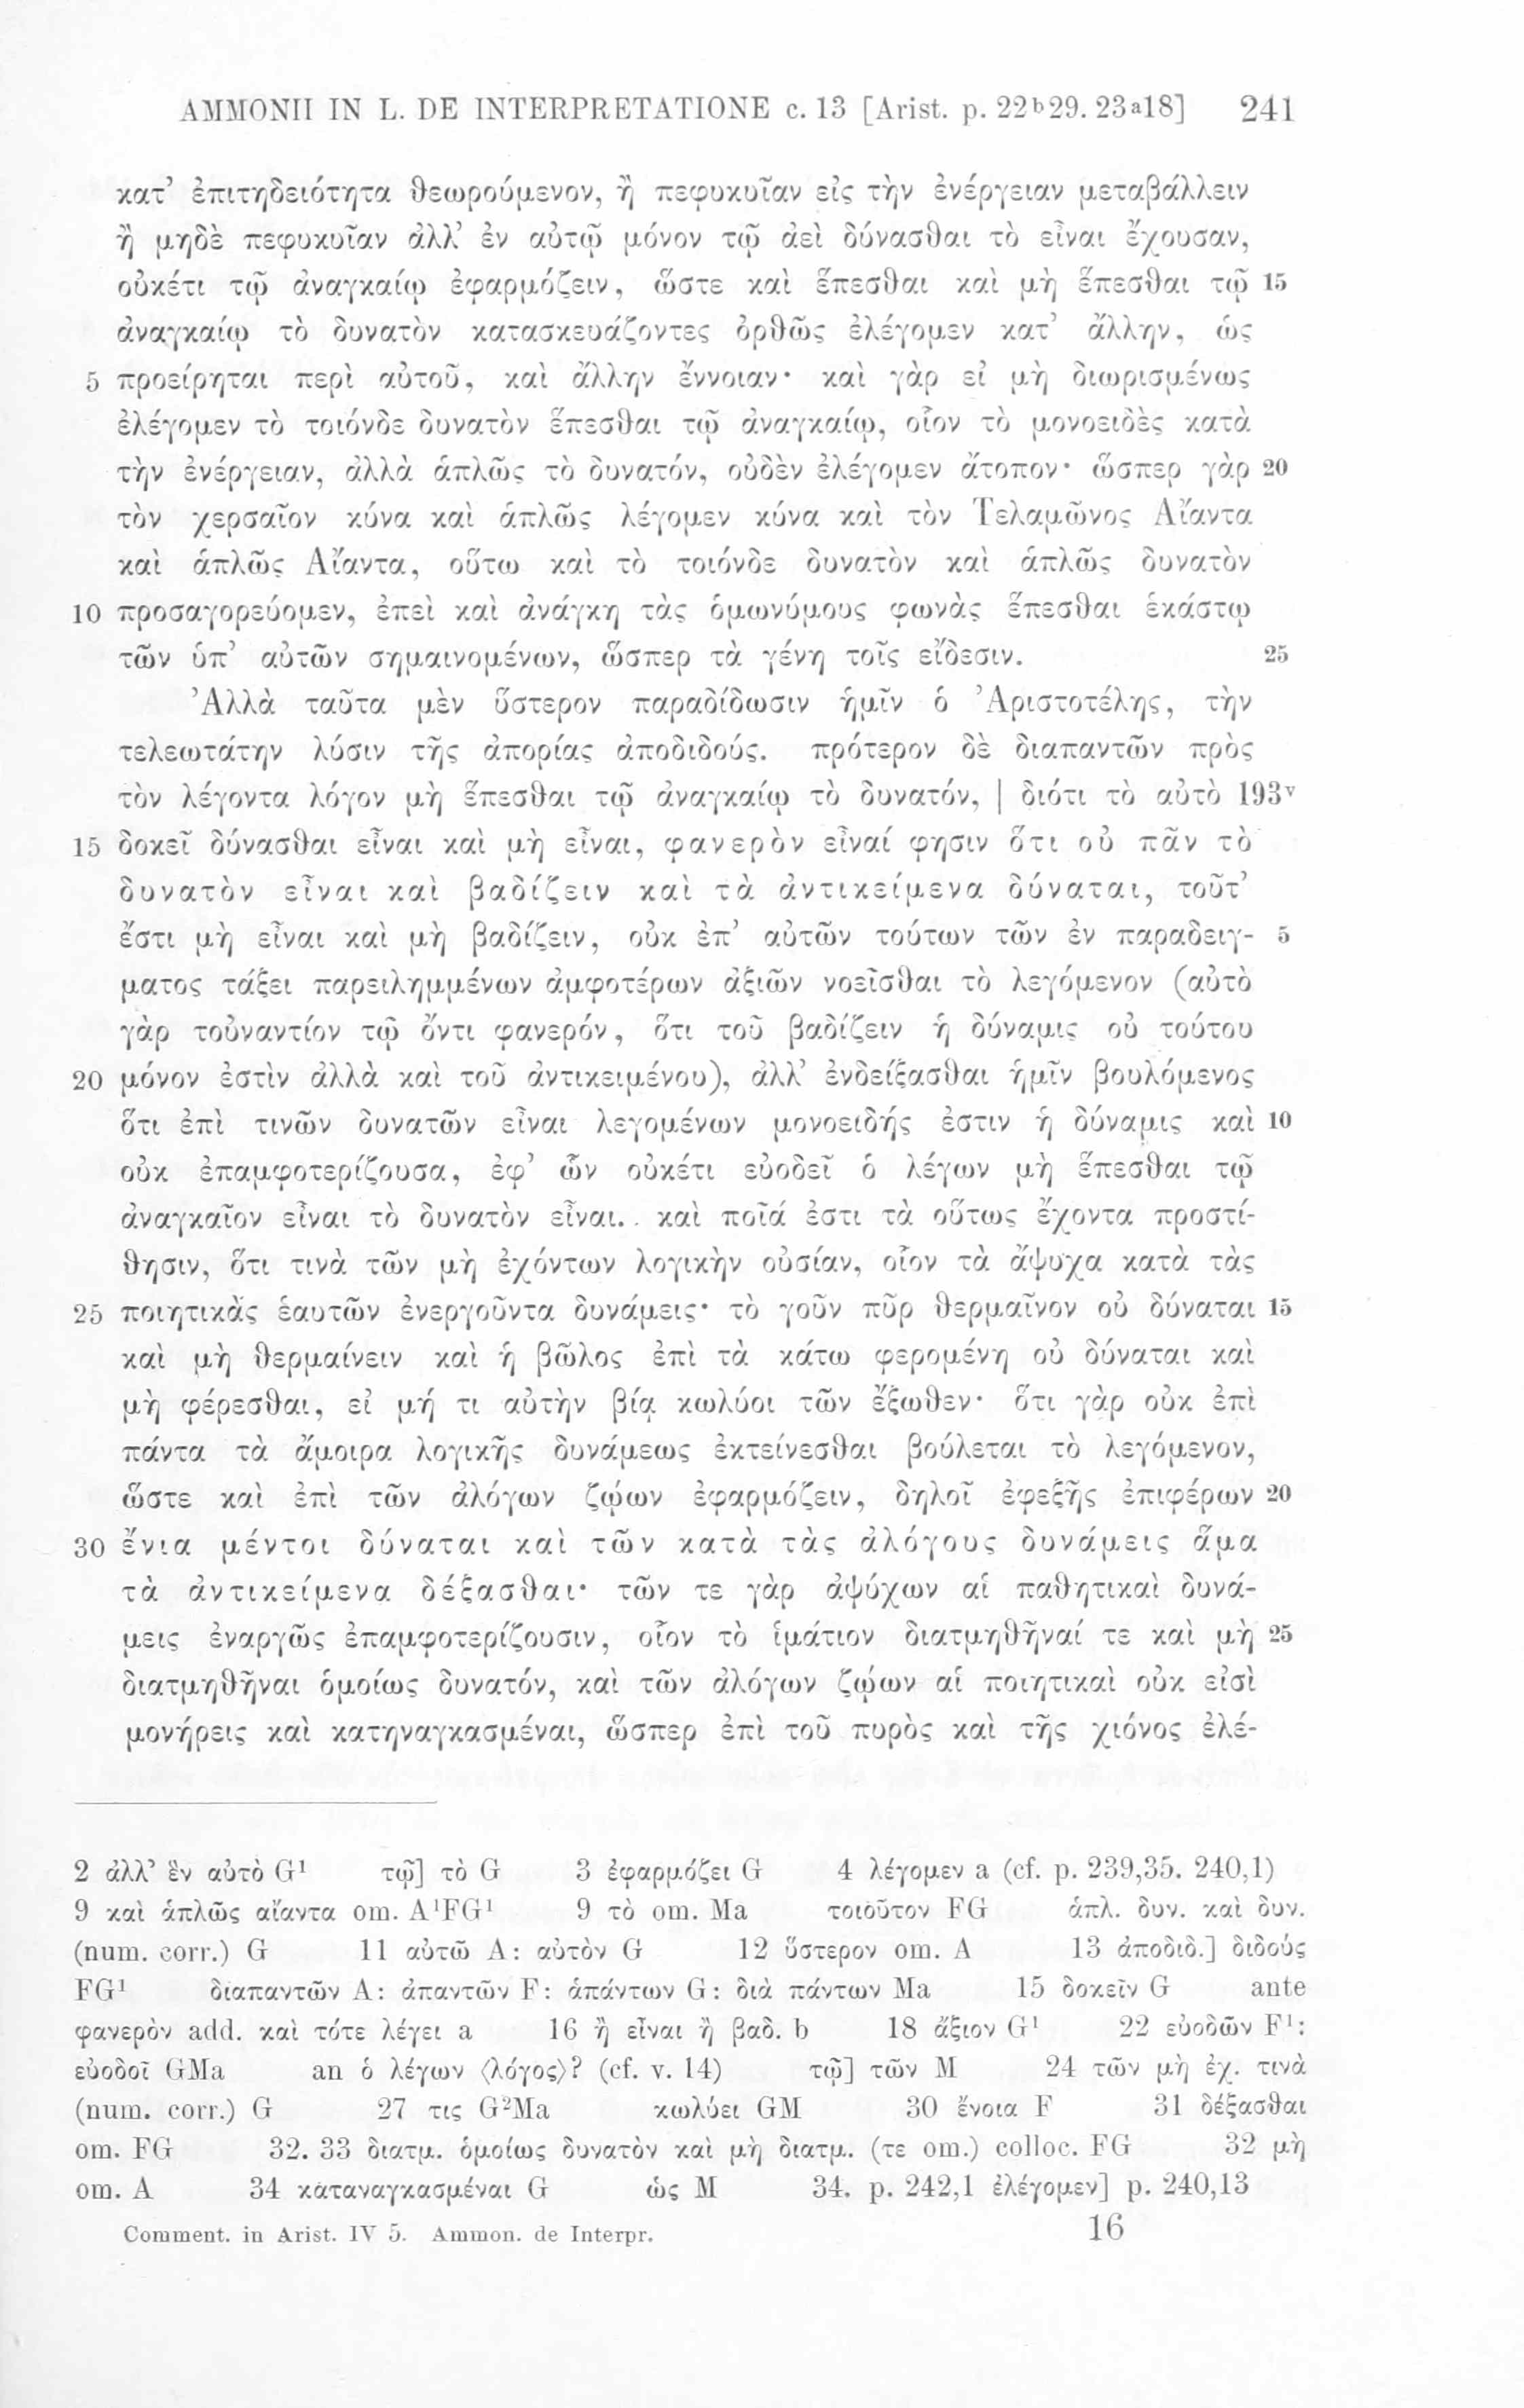 AMMONII IN L. DE INTERPRETATIONE c. 13 [Arist. p. 22ᵇ29. 23ᵃ18] 241
κατ’ ἐπιτηδειότητα θεωρούμενον, ἢ πεφυκυῖαν εἰς τὴν ἐνέργειαν μεταβάλλειν
ἢ μηδὲ πεφυκυῖαν ἀλλ’ ἐν αὐτῷ μόνον τῷ ἀεὶ δύνασθαι τὸ εἶναι ἔχουσαν,
οὐκέτι τῷ ἀναγκαίῳ ἐφαρμόζειν, ὥστε καὶ ἕπεσθαι καὶ μὴ ἕπεσθαι τῷ 15
ἀναγκαίῳ τὸ δυνατὸν κατασκευάζοντες ὀρθῶς ἐλέγομεν κατ’ ἄλλην, ὡς
5 προείρηται περὶ αὐτοῦ, καὶ ἄλλην ἔννοιαν· καὶ γὰρ εἰ μὴ διωρισμένως
ἐλέγομεν τὸ τοιόνδε δυνατὸν ἕπεσθαι τῷ ἀναγκαίῳ, οἷον τὸ μονοειδὲς κατὰ
τὴν ἐνέργειαν, ἀλλὰ ἁπλῶς τὸ δυνατόν, οὐδὲν ἐλέγομεν ἄτοπον· ὥσπερ γὰρ 20
τὸν χερσαῖον κύνα καὶ ἁπλῶς λέγομεν κύνα καὶ τὸν Τελαμῶνος Αἴαντα
καὶ ἁπλῶς Αἴαντα, οὕτω καὶ τὸ τοιόνδε δυνατὸν καὶ ἁπλῶς δυνατὸν
10 προσαγορεύομεν, ἐπεὶ καὶ ἀνάγκη τὰς ὁμωνύμους φωνὰς ἕπεσθαι ἑκάστῳ
τῶν ὑπ’ αὐτῶν σημαινομένων, ὥσπερ τὰ γένη τοῖς εἴδεσιν. 25
Ἀλλὰ ταῦτα μὲν ὕστερον παραδίδωσιν ἡμῖν ὁ Ἀριστοτέλης, τὴν
τελεωτάτην λύσιν τῆς ἀπορίας ἀποδιδούς. πρότερον δὲ διαπαντῶν πρὸς
τὸν λέγοντα λόγον μὴ ἕπεσθαι τῷ ἀναγκαίῳ τὸ δυνατόν, | διότι τὸ αὐτὸ 193ᵛ
15 δοκεῖ δύνασθαι εἶναι καὶ μὴ εἶναι, φανερὸν εἶναί φησιν ὅτι οὐ πᾶν τὸ
δυνατὸν εἶναι καὶ βαδίζειν καὶ τὰ ἀντικείμενα δύναται, τοῦτ’
ἔστι μὴ εἶναι καὶ μὴ βαδίζειν, οὐκ ἐπ’ αὐτῶν τούτων τῶν ἐν παραδειγ- 5
ματος τάξει παρειλημμένων ἀμφοτέρων ἀξιῶν νοεῖσθαι τὸ λεγόμενον (αὐτὸ
γὰρ τοὐναντίον τῷ ὄντι φανερόν, ὅτι τοῦ βαδίζειν ἡ δύναμις οὐ τούτου
20 μόνον ἐστὶν ἀλλὰ καὶ τοῦ ἀντικειμένου), ἀλλ’ ἐνδείξασθαι ἡμῖν βουλόμενος
ὅτι ἐπὶ τινῶν δυνατῶν εἶναι λεγομένων μονοειδής ἐστιν ἡ δύναμις καὶ 10
οὐκ ἐπαμφοτερίζουσα, ἐφ’ ὧν οὐκέτι εὐοδεῖ ὁ λέγων μὴ ἕπεσθαι τῷ
ἀναγκαῖον εἶναι τὸ δυνατὸν εἶναι. καὶ ποῖά ἐστι τὰ οὕτως ἔχοντα προστί-
θησιν, ὅτι τινὰ τῶν μὴ ἐχόντων λογικὴν οὐσίαν, οἷον τὰ ἄψυχα κατὰ τὰς
25 ποιητικὰς ἑαυτῶν ἐνεργοῦντα δυνάμεις· τὸ γοῦν πῦρ θερμαῖνον οὐ δύναται 15
καὶ μὴ θερμαίνειν καὶ ἡ βῶλος ἐπὶ τὰ κάτω φερομένη οὐ δύναται καὶ
μὴ φέρεσθαι, εἰ μή τι αὐτὴν βίᾳ κωλύοι τῶν ἔξωθεν· ὅτι γὰρ οὐκ ἐπὶ
πάντα τὰ ἄμοιρα λογικῆς δυνάμεως ἐκτείνεσθαι βούλεται τὸ λεγόμενον,
ὥστε καὶ ἐπὶ τῶν ἀλόγων ζῴων ἐφαρμόζειν, δηλοῖ ἐφεξῆς ἐπιφέρων 20
30 ἔνια μέντοι δύναται καὶ τῶν κατὰ τὰς ἀλόγους δυνάμεις ἅμα
τὰ ἀντικείμενα δέξασθαι· τῶν τε γὰρ ἀψύχων αἱ παθητικαὶ δυνά-
μεις ἐναργῶς ἐπαμφοτερίζουσιν, οἷον τὸ ἱμάτιον διατμηθῆναί τε καὶ μὴ 25
διατμηθῆναι ὁμοίως δυνατόν, καὶ τῶν ἀλόγων ζῴων αἱ ποιητικαὶ οὐκ εἰσὶ
μονήρεις καὶ κατηναγκασμέναι, ὥσπερ ἐπὶ τοῦ πυρὸς καὶ τῆς χιόνος ἐλέ-
2 ἀλλ’ ἓν αὐτὸ G¹ τῷ] τὸ G 3 ἐφαρμόζει G 4 λέγομεν a (cf. p. 239,35. 240,1)
9 καὶ ἁπλῶς αἴαντα om. A¹FG¹ 9 τὸ om. Ma τοιοῦτον FG ἁπλ. δυν. καὶ δυν.
(num. corr.) G 11 αὐτῶ A: αὐτὸν G 12 ὕστερον om. A 13 ἀποδιδ.] διδούς
FG¹ διαπαντῶν A: ἀπαντῶν F: ἁπάντων G: διὰ πάντων Ma 15 δοκεῖν G ante
φανερὸν add. καὶ τότε λέγει a 16 ἢ εἶναι ἢ βαδ. b 18 ἄξιον G¹ 22 εὐοδῶν F¹:
εὐοδοῖ GMa an ὁ λέγων ⟨λόγος⟩? (cf. v. 14) τῷ] τῶν M 24 τῶν μὴ ἐχ. τινὰ
(num. corr.) G 27 τις G²Ma κωλύει GM 30 ἔνοια F 31 δέξασθαι
om. FG 32. 33 διατμ. ὁμοίως δυνατὸν καὶ μὴ διατμ. (τε om.) colloc. FG 32 μὴ
om. A 34 καταναγκασμέναι G ὡς M 34. p. 242,1 ἐλέγομεν] p. 240,13
Comment. in Arist. IV 5. Ammon. de Interpr. 16